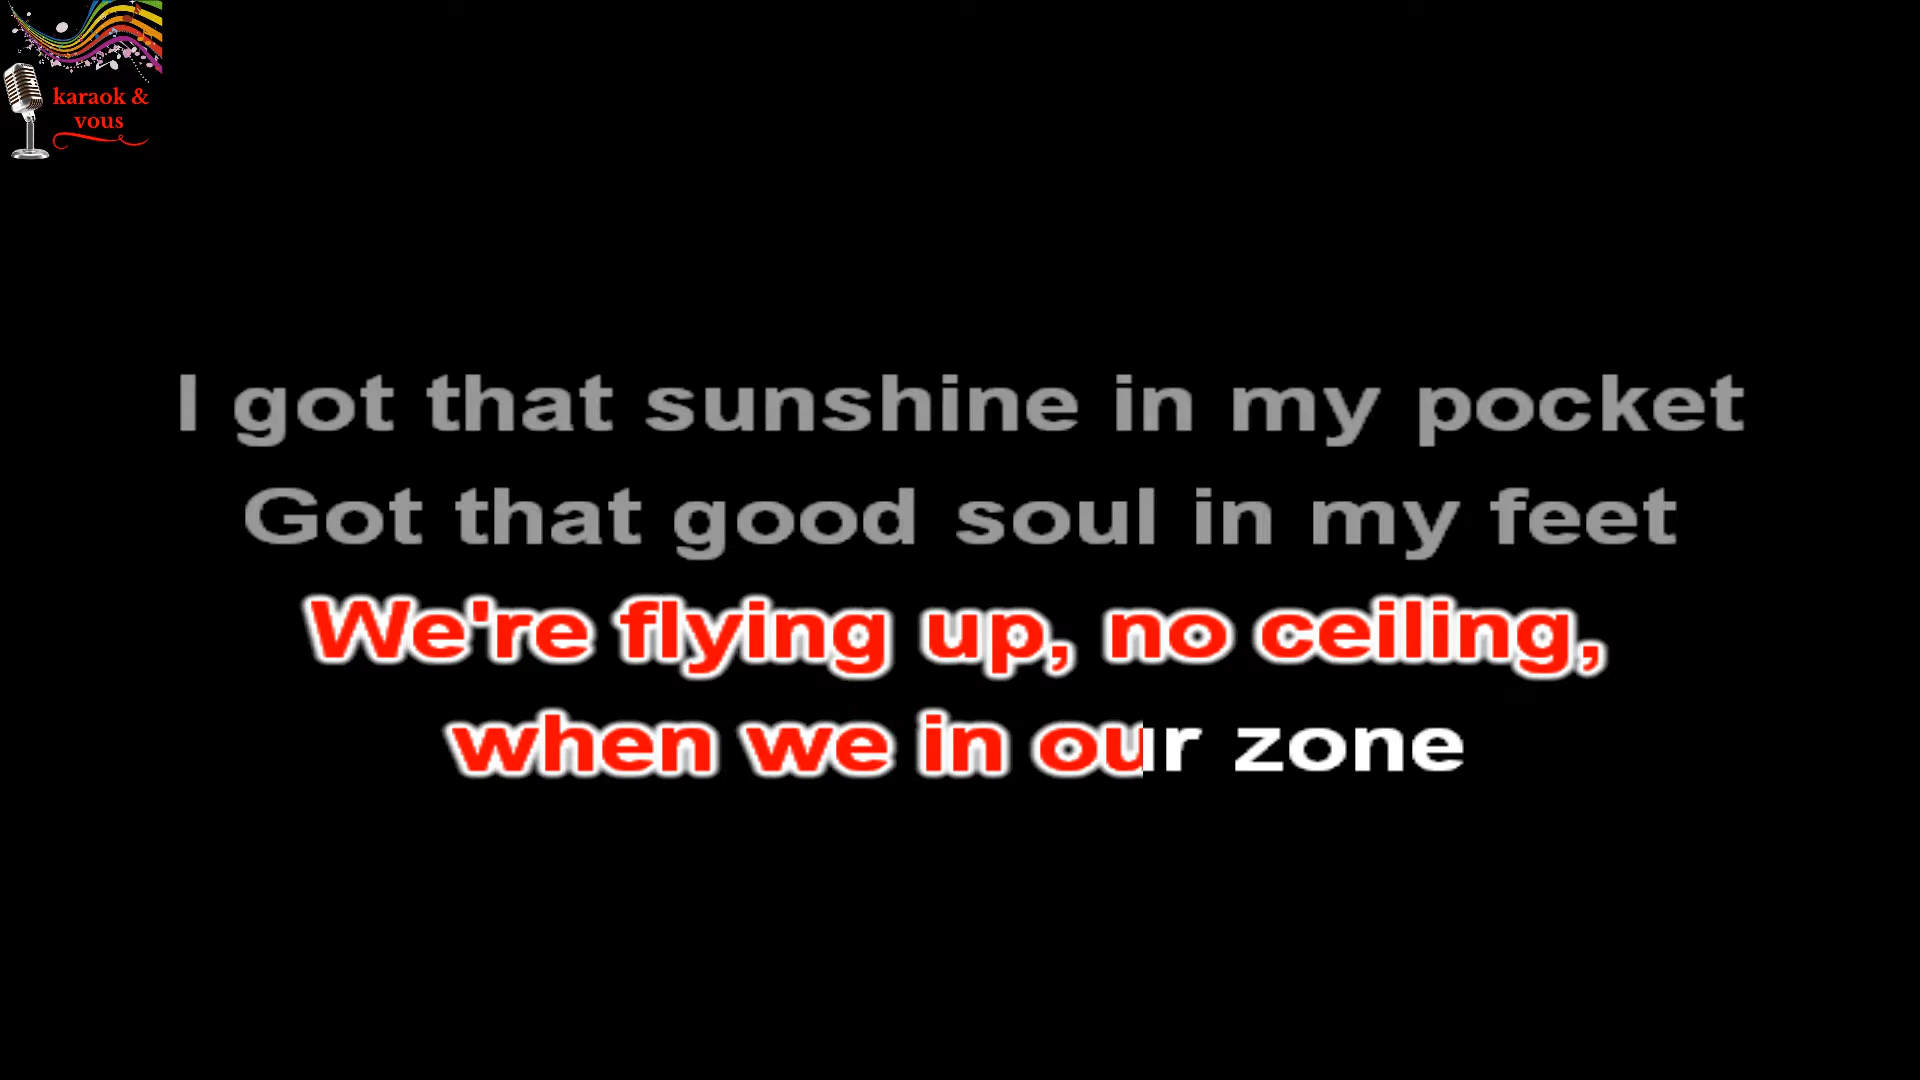 karaok &
vous
I got that sunshine in my pocket
Got that good soul in my feet
We're flying up, no ceiling,
when we in our zone